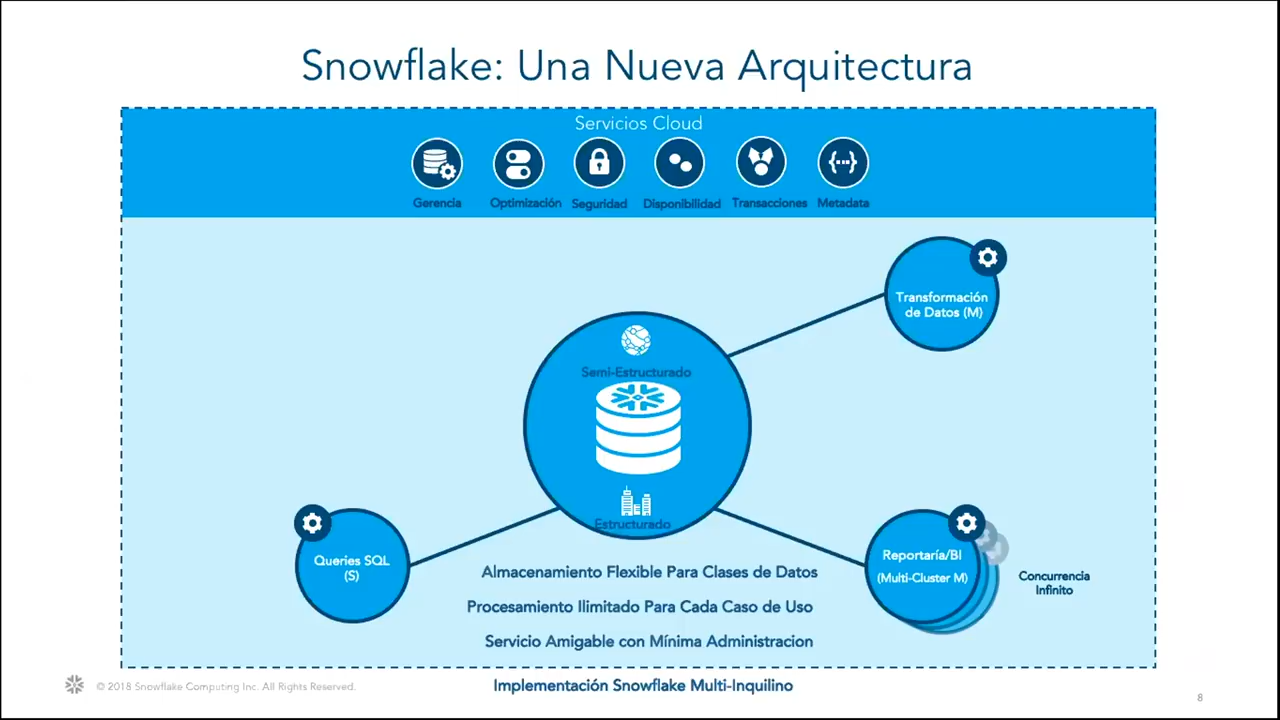 Snowflake: Una Nueva Arquitectura
Servicios Cloud
Gerencia
Optimización
Seguridad
Disponibilidad
Transacciones
Metadata
Transformación
de Datos (M)
Semi-Estructurado
Estructurado
Queries SQL
(S)
Reportaría/BI
(Multi-Cluster M)
Concurrencia
Infinito
Almacenamiento Flexible Para Clases de Datos
Procesamiento Ilimitado Para Cada Caso de Uso
Servicio Amigable con Mínima Administracion
Implementación Snowflake Multi-Inquilino
© 2018 Snowflake Computing Inc. All Rights Reserved.
8